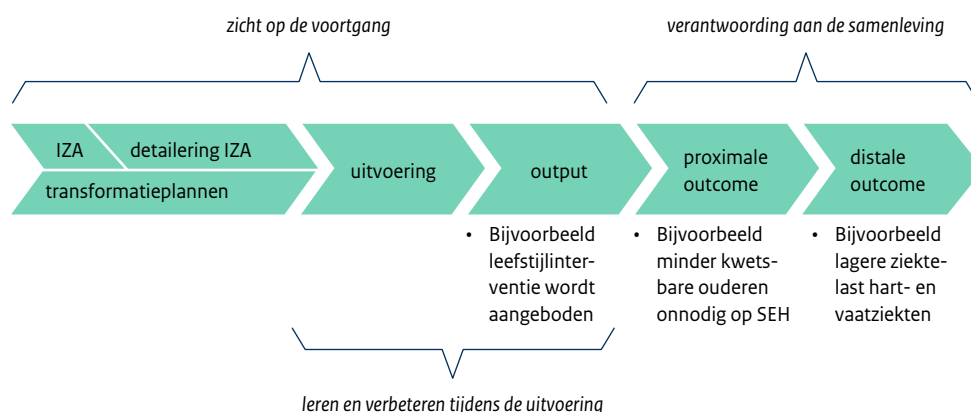 zicht op de voortgang
verantwoording aan de samenleving
IZA
detailering IZA
transformatieplannen
uitvoering
output
proximale
outcome
distale
outcome
• Bijvoorbeeld
leefstijlinter-
ventie wordt
aangeboden
• Bijvoorbeeld
minder kwets-
bare ouderen
onnodig op SEH
• Bijvoorbeeld
lagere ziekte-
last hart- en
vaatziekten
leren en verbeteren tijdens de uitvoering